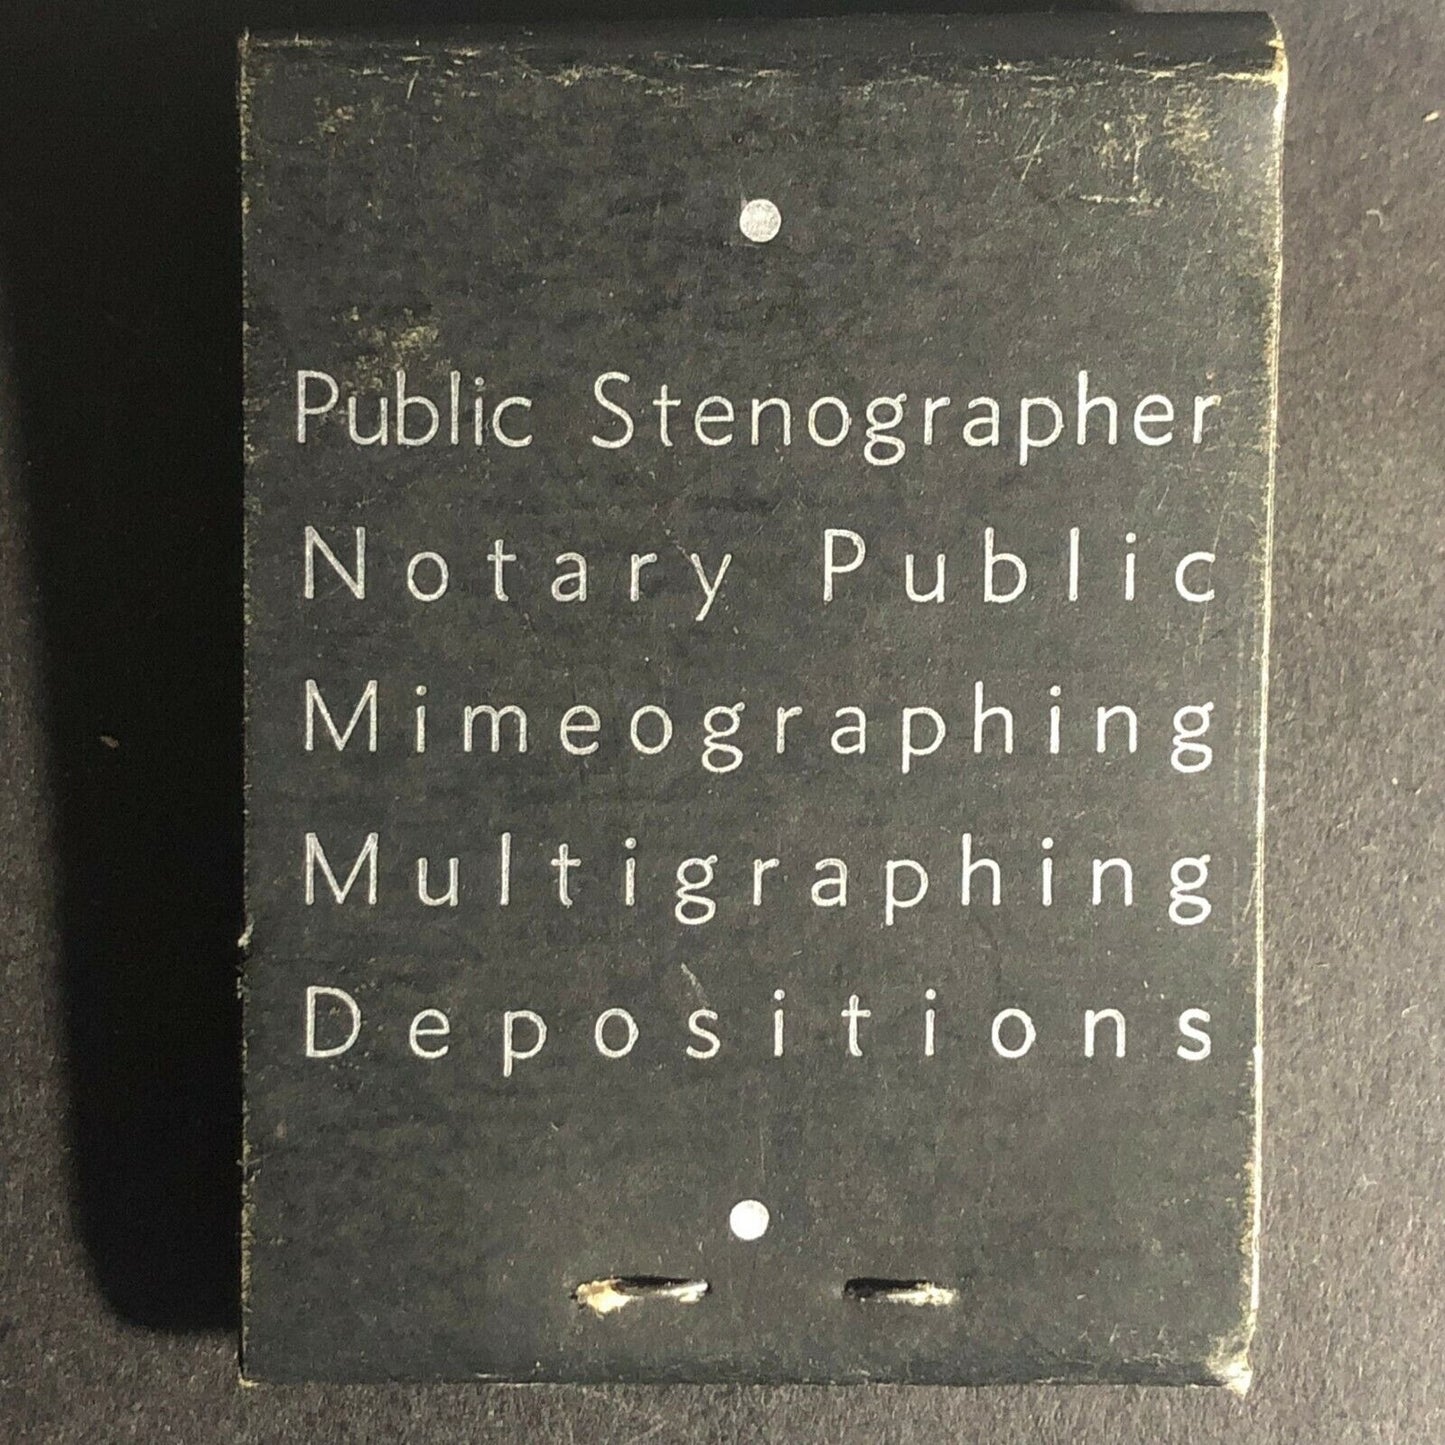 Public Stenographer
Notary Public
Mimeographing
Multigraphing
Depositions